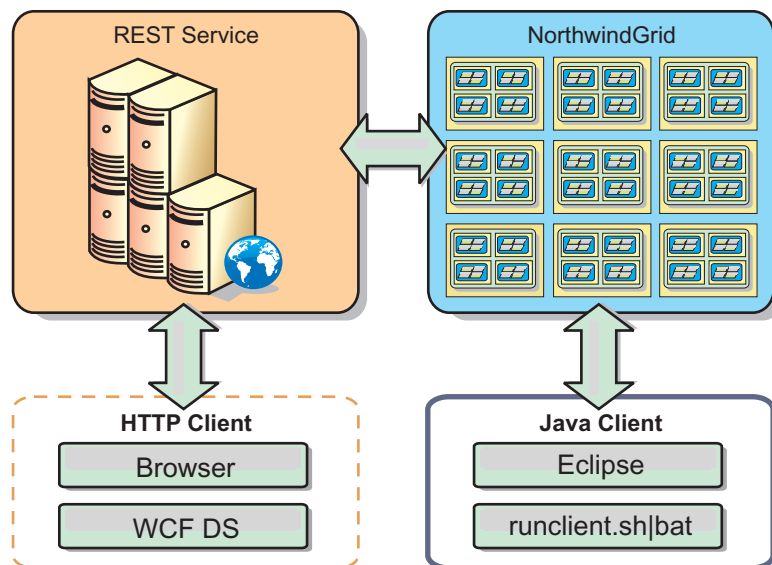 REST Service
NorthwindGrid
HTTP Client
Browser
WCF DS
Java Client
Eclipse
runclient.sh|bat